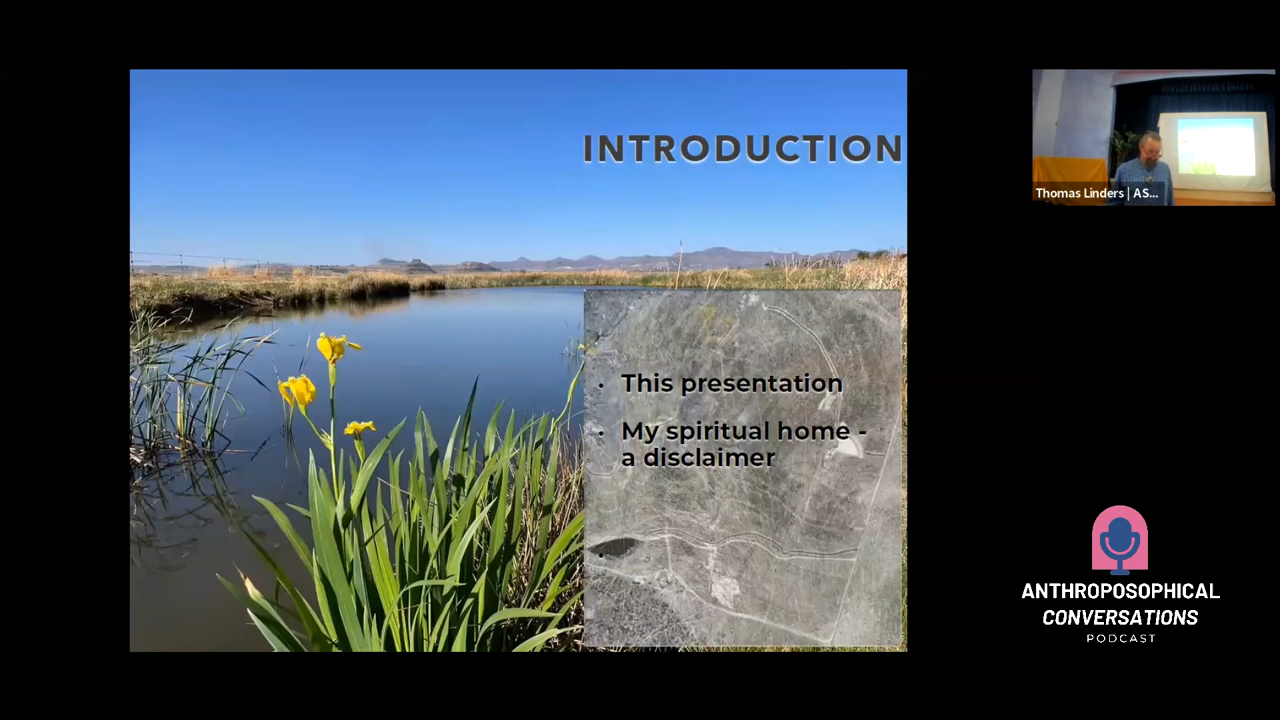 INTRODUCTION
• This presentation
• My spiritual home -
a disclaimer
•
Thomas Linders | AS...
ANTHROPOSOPHICAL
CONVERSATIONS
PODCAST